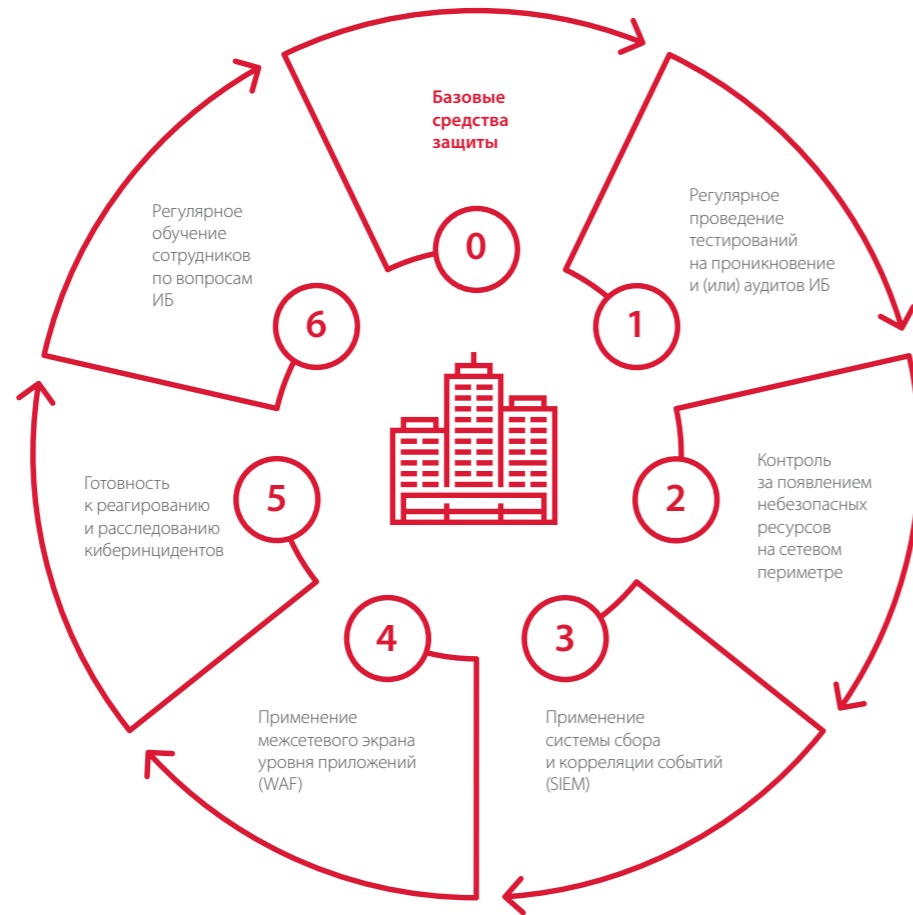 Базовые
средства
защиты
0
Регулярное
проведение
тестирований
на проникновение
и (или) аудитов ИБ
1
Контроль
за появлением
небезопасных
ресурсов
на сетевом
периметре
2
Применение
системы сбора
и корреляции событий
(SIEM)
3
Применение
межсетевого экрана
уровня приложений
(WAF)
4
Готовность
к реагированию
и расследованию
киберинцидентов
5
Регулярное
обучение
сотрудников
по вопросам
ИБ
6